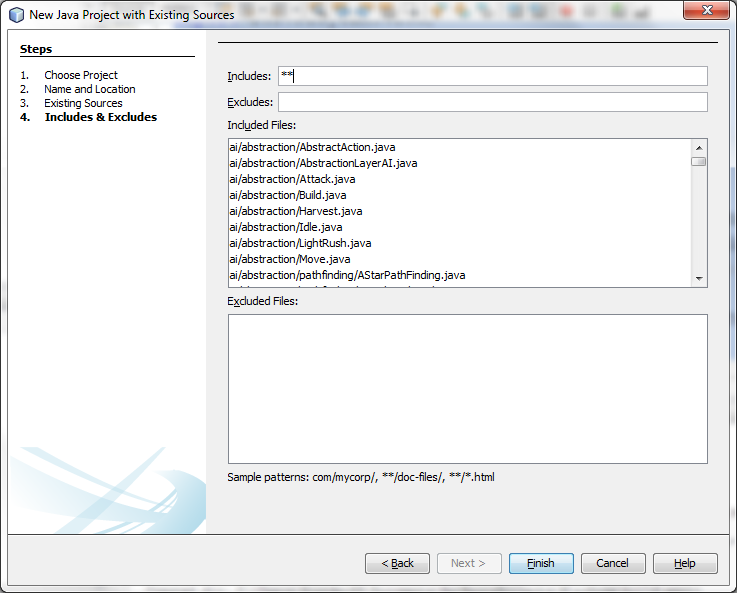 New Java Project with Existing Sources
Steps
1. Choose Project
2. Name and Location
3. Existing Sources
4. Includes & Excludes
Includes: **
Excludes:
Included Files:
ai/abstraction/AbstractAction.java
ai/abstraction/AbstractionLayerAI.java
ai/abstraction/Attack.java
ai/abstraction/Build.java
ai/abstraction/Harvest.java
ai/abstraction/Idle.java
ai/abstraction/LightRush.java
ai/abstraction/Move.java
ai/abstraction/pathfinding/AStarPathFinding.java
Excluded Files:
Sample patterns: com/mycorp/, **/doc-files/, **/*.html
< Back Next > Finish Cancel Help